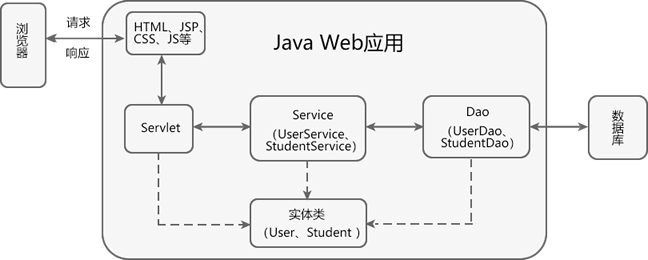 浏览器
请求
响应
HTML、JSP、
CSS、JS等
Java Web应用
Servlet
Service
（UserService、
StudentService）
Dao
（UserDao、
StudentDao）
数据库
实体类
（User、Student ）